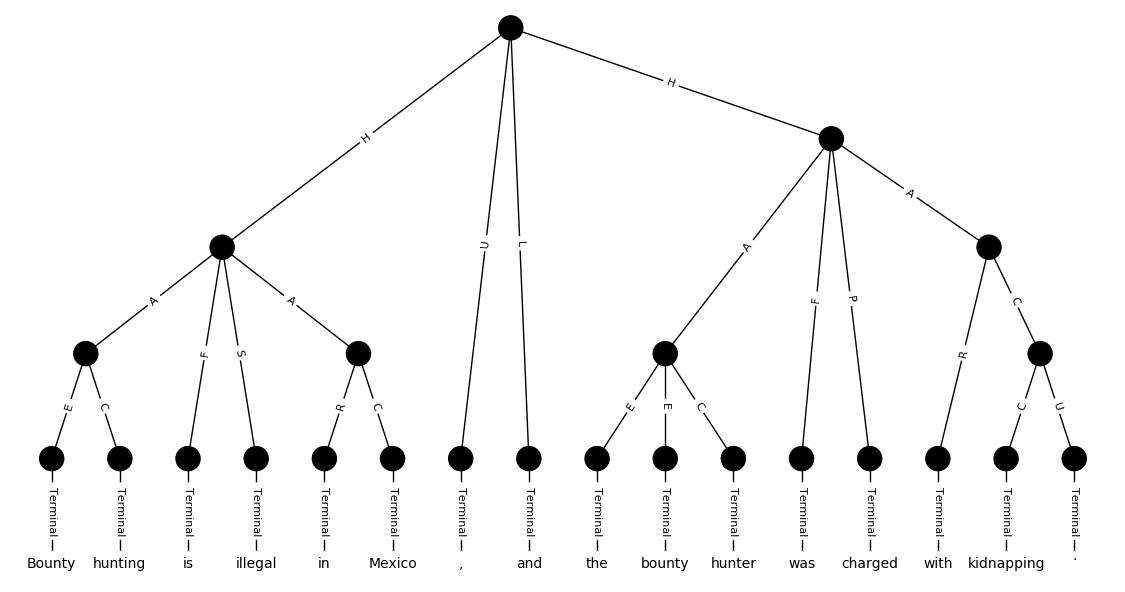 H
H
A
A
A
F
S
A
U
L
F
P
R
C
E
C
R
C
E
E
C
C
U
Terminal Terminal Terminal Terminal Terminal Terminal Terminal Terminal Terminal Terminal Terminal Terminal Terminal Terminal Terminal Terminal
Bounty hunting is illegal in Mexico , and the bounty hunter was charged with kidnapping .